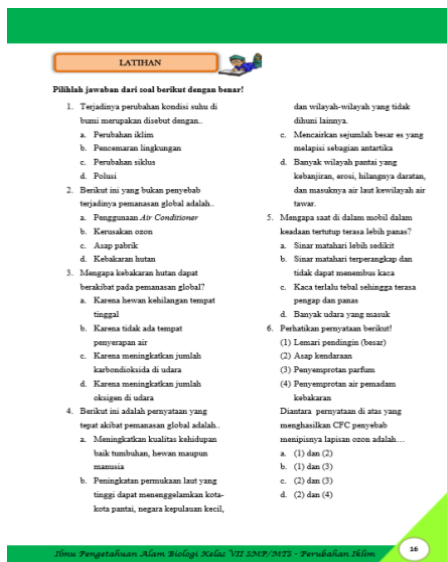 LATIHAN
Pilihlah jawaban dari soal berikut dengan benar!
1. Terjadinya perubahan kondisi suhu di
bumi merupakan disebut dengan..
a. Perubahan iklim
b. Pencemaran lingkungan
c. Perubahan siklus
d. Polusi
2. Berikut ini yang bukan penyebab
terjadinya pemanasan global adalah..
a. Penggunaan Air Conditioner
b. Kerusakan ozon
c. Asap pabrik
d. Kebakaran hutan
3. Mengapa kebakaran hutan dapat
berakibat pada pemanasan global?
a. Karena hewan kehilangan tempat
tinggal
b. Karena tidak ada tempat
penyerapan air
c. Karena meningkatkan jumlah
karbondioksida di udara
d. Karena meningkatkan jumlah
oksigen di udara
4. Berikut ini adalah pernyataan yang
tepat akibat pemanasan global adalah..
a. Meningkatkan kualitas kehidupan
baik tumbuhan, hewan maupun
manusia
b. Peningkatan permukaan laut yang
tinggi dapat menenggelamkan kota-
kota pantai, negara kepulauan kecil,
dan wilayah-wilayah yang tidak
dihuni lainnya.
c. Mencairkan sejumlah besar es yang
melapisi sebagian antartika
d. Banyak wilayah pantai yang
kebanjiran, erosi, hilangnya daratan,
dan masuknya air laut kewilayah air
tawar.
5. Mengapa saat di dalam mobil dalam
keadaan tertutup terasa lebih panas?
a. Sinar matahari lebih sedikit
b. Sinar matahari terperangkap dan
tidak dapat menembus kaca
c. Kaca terlalu tebal sehingga terasa
pengap dan panas
d. Banyak udara yang masuk
6. Perhatikan pernyataan berikut!
(1) Lemari pendingin (besar)
(2) Asap kendaraan
(3) Penyemprotan parfum
(4) Penyemprotan air pemadam
kebakaran
Diantara pernyataan di atas yang
menghasilkan CFC penyebab
menipisnya lapisan ozon adalah…
a. (1) dan (2)
b. (1) dan (3)
c. (2) dan (3)
d. (2) dan (4)
Ilmu Pengetahuan Alam Biologi Kelas VII SMP/MTS - Perubahan Iklim
16